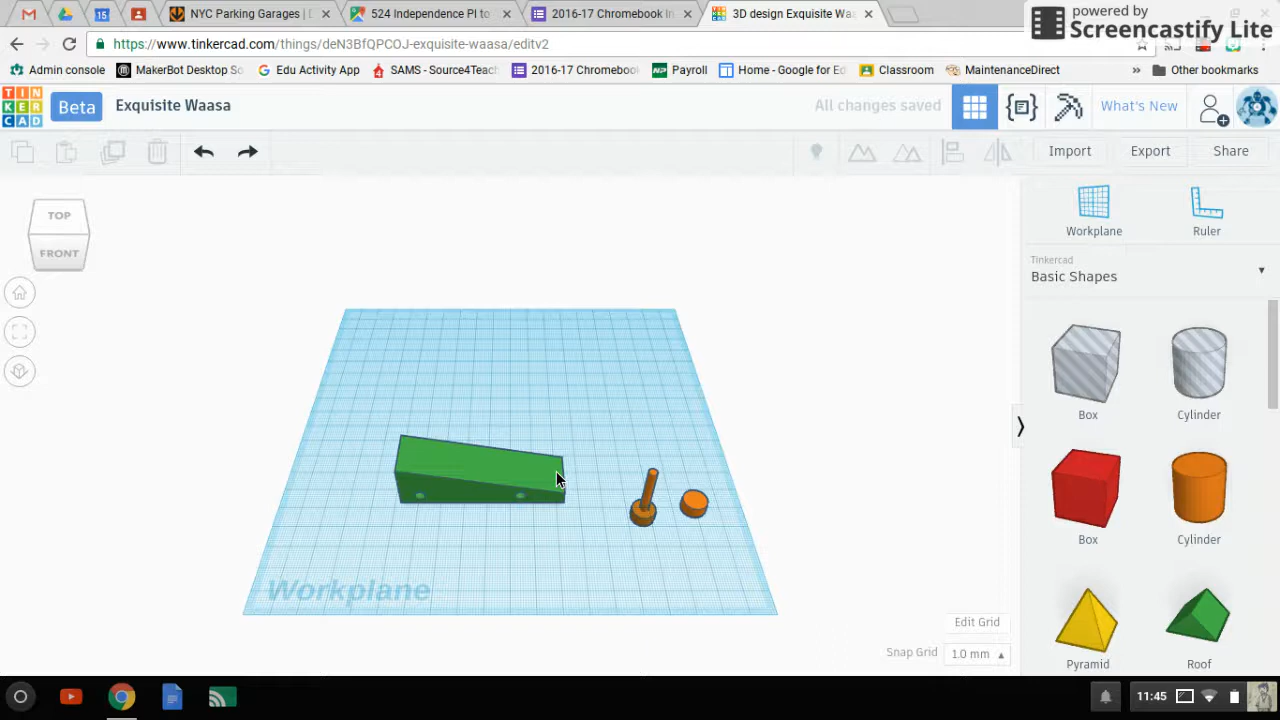 NYC Parking Garages | 
524 Independence Pl to
2016-17 Chromebook In
3D design Exquisite Waa
powered by
Screencastify Lite
https://www.tinkercad.com/things/deN3BfQPCOJ-exquisite-waasa/editv2
Admin console
MakerBot Desktop So
Edu Activity App
SAMS - Source4Teach
2016-17 Chromebook
NP Payroll
Home - Google for Ed
Classroom
MaintenanceDirect
Other bookmarks
TIN
KER
CAD
Beta
Exquisite Waasa
All changes saved
What's New
Import
Export
Share
TOP
FRONT
Workplane
Ruler
Tinkercad
Basic Shapes
Box
Cylinder
Box
Cylinder
Pyramid
Roof
Workplane
Edit Grid
Snap Grid
1.0 mm
11:45